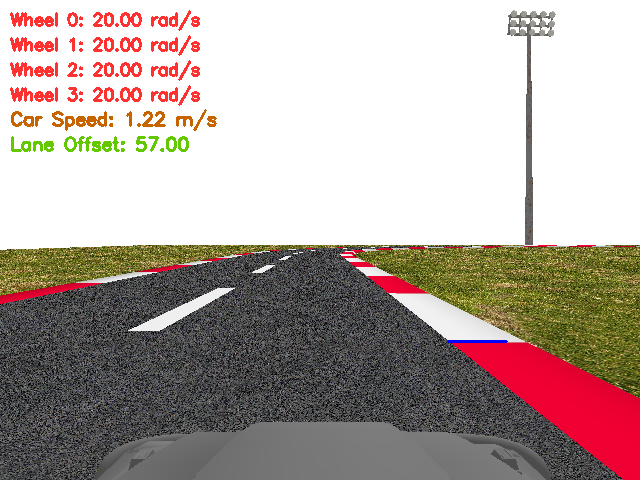 Wheel 0: 20.00 rad/s
Wheel 1: 20.00 rad/s
Wheel 2: 20.00 rad/s
Wheel 3: 20.00 rad/s
Car Speed: 1.22 m/s
Lane Offset: 57.00